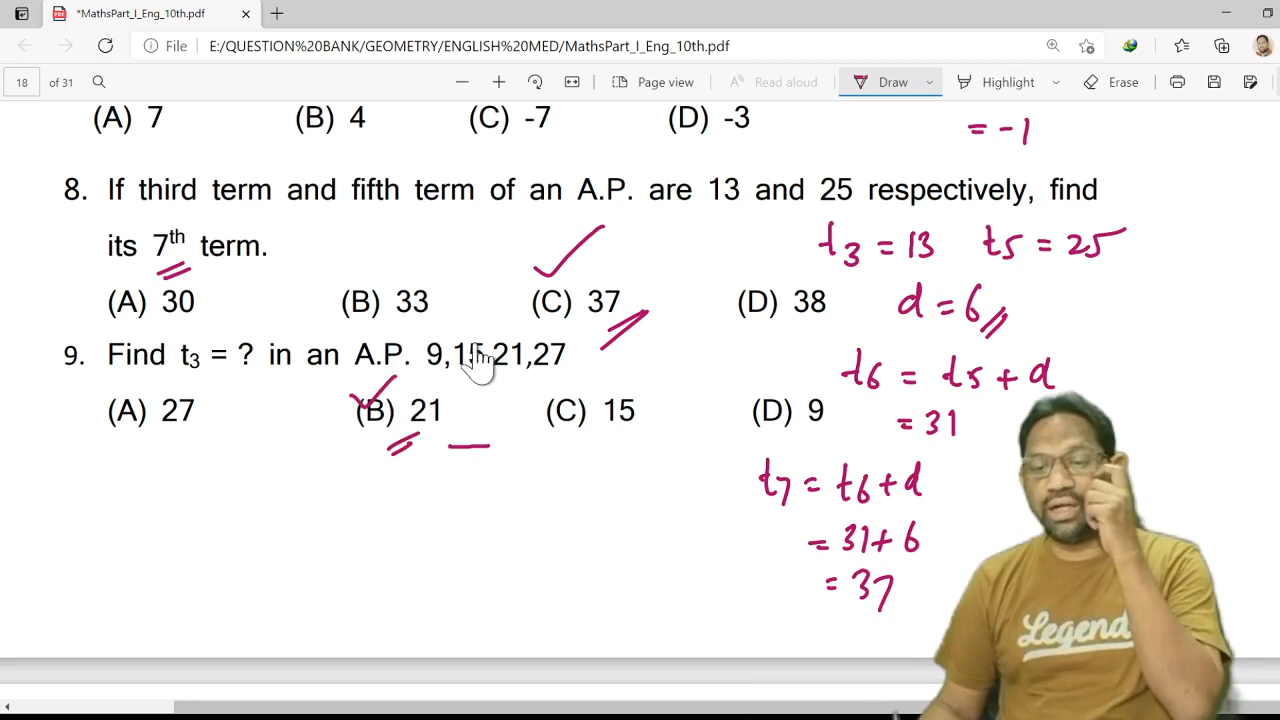 *MathsPart_I_Eng_10th.pdf
File E:/QUESTION%20BANK/GEOMETRY/ENGLISH%20MED/MathsPart_I_Eng_10th.pdf
18 of 31 Page view Read aloud Draw Highlight Erase
(A) 7 (B) 4 (C) -7 (D) -3
= -1
8. If third term and fifth term of an A.P. are 13 and 25 respectively, find
its 7th term.
t3 = 13 t5 = 25
(A) 30 (B) 33 (C) 37 (D) 38
d = 6
9. Find t3 = ? in an A.P. 9,15,21,27
t6 = t5 + d
(A) 27 (B) 21 (C) 15 (D) 9
= 31
t7 = t6 + d
= 31 + 6
= 37
Legend